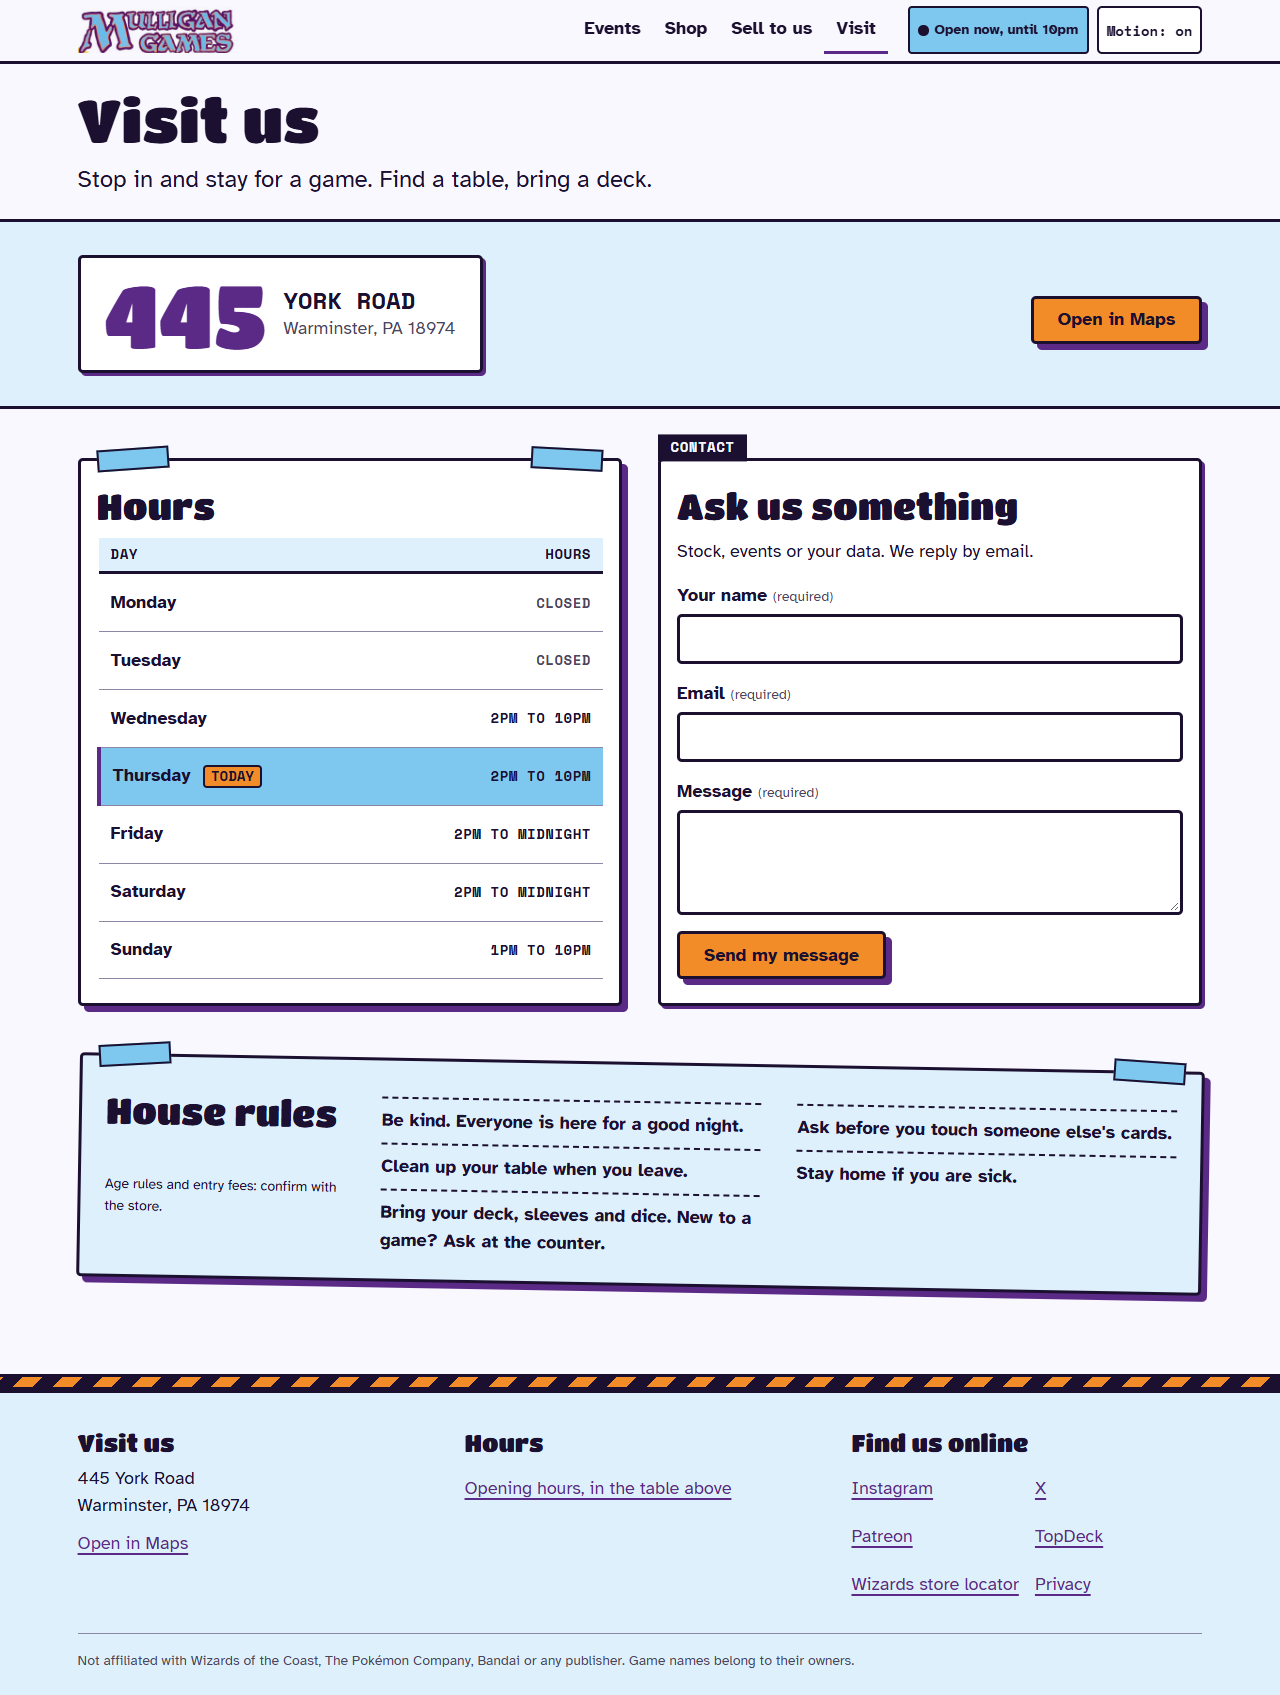 MULLIGAN GAMES
Events
Shop
Sell to us
Visit
Open now, until 10pm
Motion: on
Visit us
Stop in and stay for a game. Find a table, bring a deck.
445
YORK ROAD
Warminster, PA 18974
Open in Maps
Hours
DAY HOURS
Monday CLOSED
Tuesday CLOSED
Wednesday 2PM TO 10PM
Thursday TODAY 2PM TO 10PM
Friday 2PM TO MIDNIGHT
Saturday 2PM TO MIDNIGHT
Sunday 1PM TO 10PM
CONTACT
Ask us something
Stock, events or your data. We reply by email.
Your name (required)
Email (required)
Message (required)
Send my message
House rules
Age rules and entry fees: confirm with
the store.
Be kind. Everyone is here for a good night.
Clean up your table when you leave.
Bring your deck, sleeves and dice. New to a
game? Ask at the counter.
Ask before you touch someone else's cards.
Stay home if you are sick.
Visit us
445 York Road
Warminster, PA 18974
Open in Maps
Hours
Opening hours, in the table above
Find us online
Instagram
X
Patreon
TopDeck
Wizards store locator
Privacy
Not affiliated with Wizards of the Coast, The Pokémon Company, Bandai or any publisher. Game names belong to their owners.